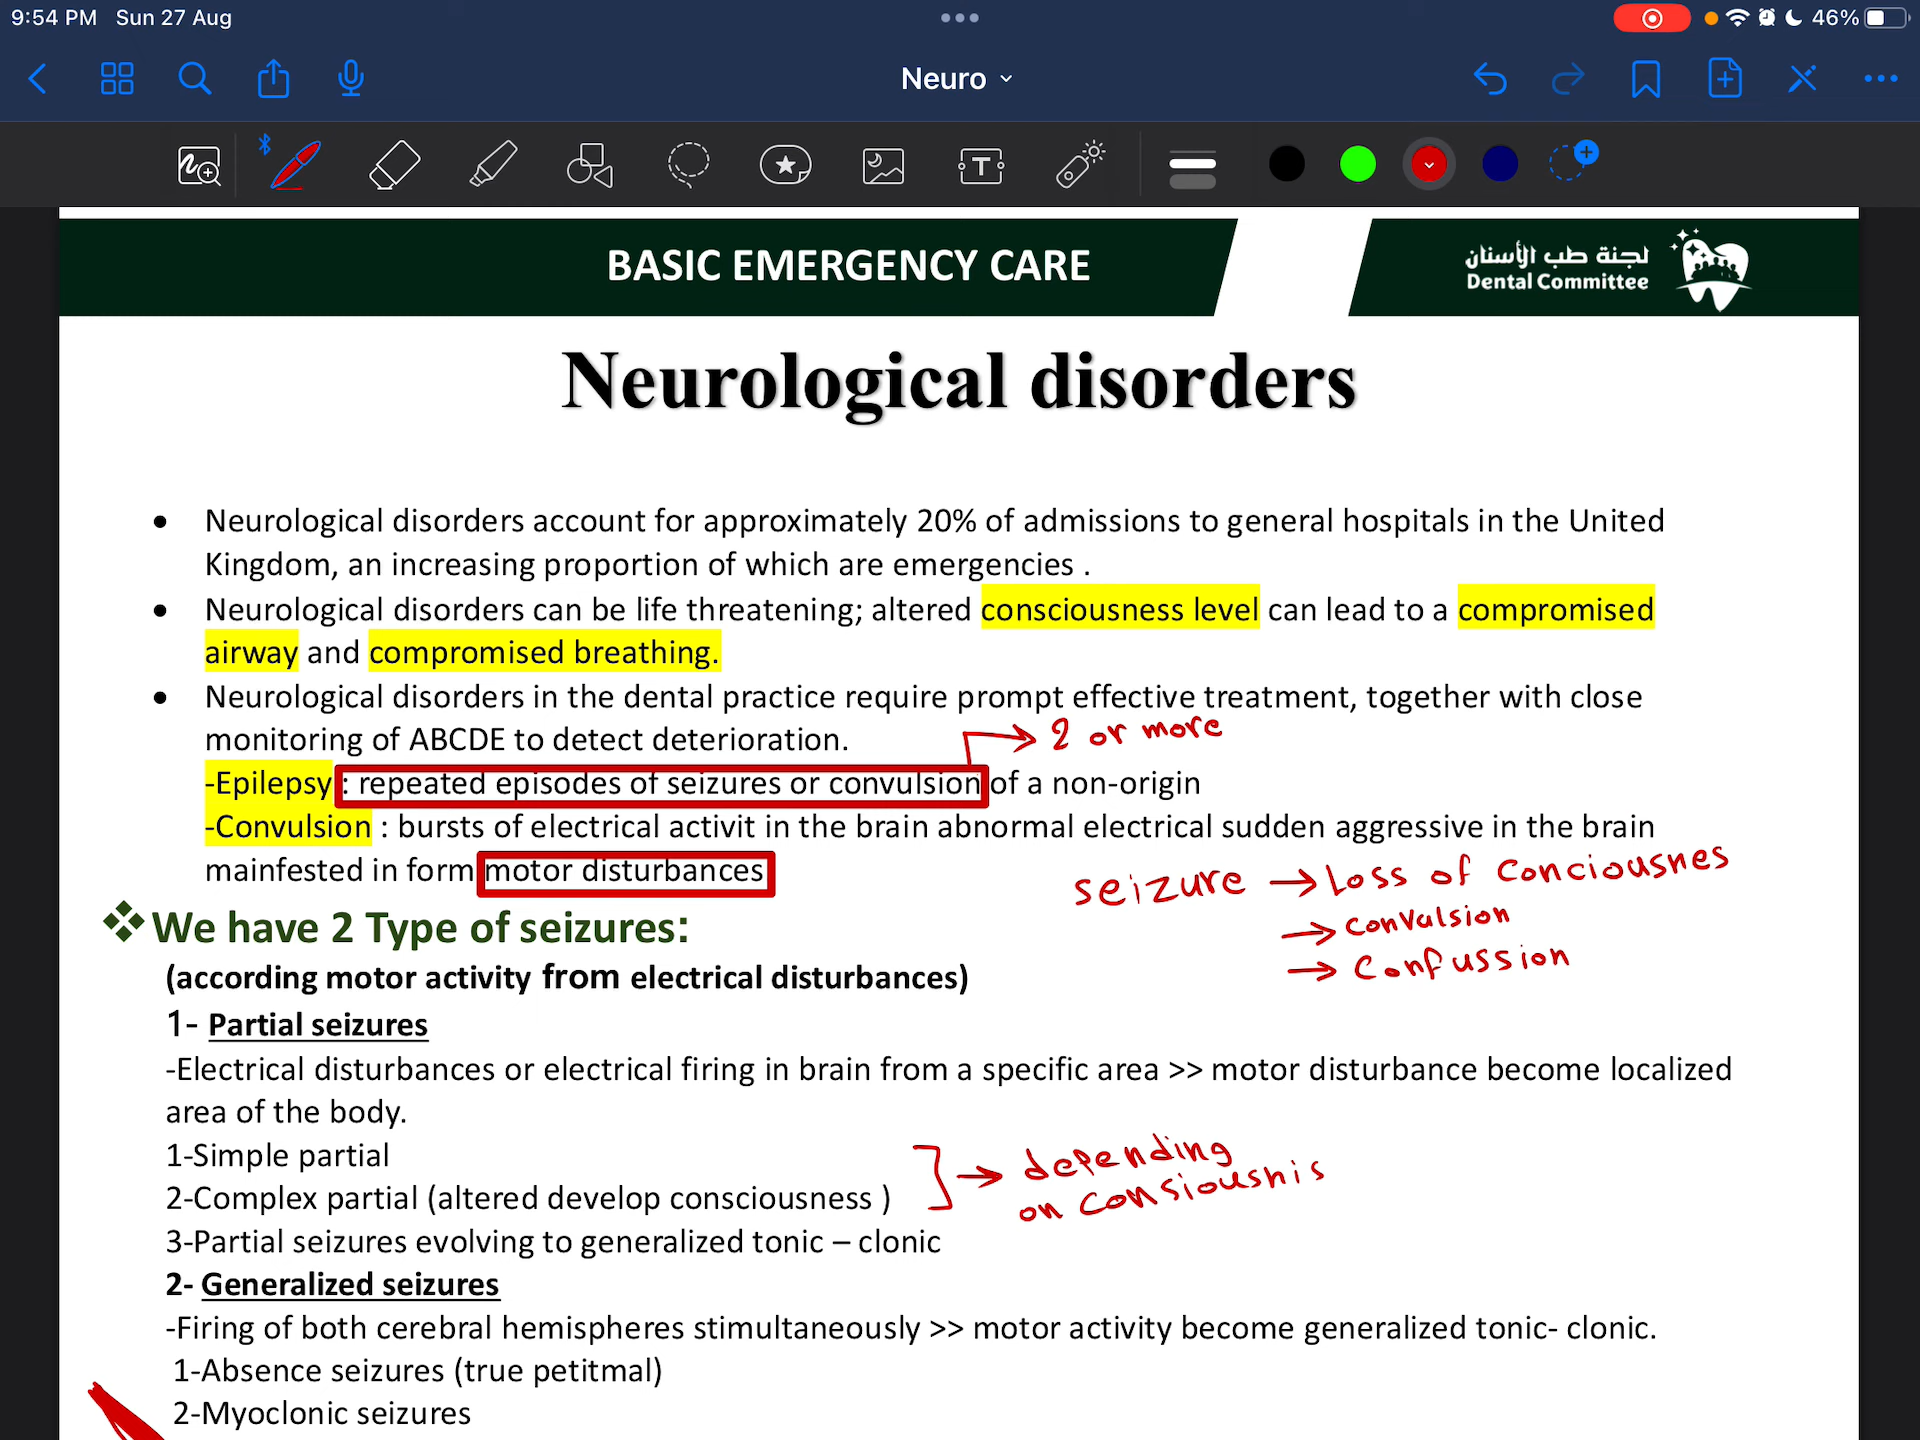 9:54 PM Sun 27 Aug
46%
Neuro
T
BASIC EMERGENCY CARE
لجنة طب الأسنان
Dental Committee
Neurological disorders
• Neurological disorders account for approximately 20% of admissions to general hospitals in the United
Kingdom, an increasing proportion of which are emergencies .
• Neurological disorders can be life threatening; altered consciousness level can lead to a compromised
airway and compromised breathing.
• Neurological disorders in the dental practice require prompt effective treatment, together with close
monitoring of ABCDE to detect deterioration.
2 or more
-Epilepsy : repeated episodes of seizures or convulsion of a non-origin
-Convulsion : bursts of electrical activit in the brain abnormal electrical sudden aggressive in the brain
mainfested in form motor disturbances
seizure → Loss of Conciousnes
→ convulsion
→ Confussion
❖ We have 2 Type of seizures:
(according motor activity from electrical disturbances)
1- Partial seizures
-Electrical disturbances or electrical firing in brain from a specific area >> motor disturbance become localized
area of the body.
1-Simple partial
2-Complex partial (altered develop consciousness )
→ depending
on consiousnis
3-Partial seizures evolving to generalized tonic – clonic
2- Generalized seizures
-Firing of both cerebral hemispheres stimultaneously >> motor activity become generalized tonic- clonic.
1-Absence seizures (true petitmal)
2-Myoclonic seizures